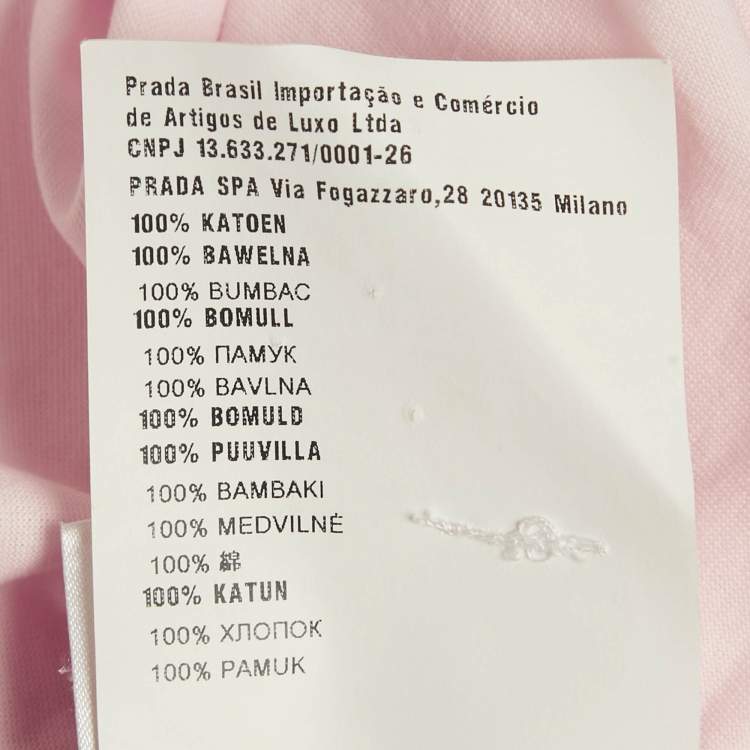 Prada Brasil Importação e Comércio
de Artigos de Luxo Ltda
CNPJ 13.633.271/0001-26
PRADA SPA Via Fogazzaro,28 20135 Milano
100% KATOEN
100% BAWELNA
100% BUMBAC
100% BOMULL
100% ПАМУК
100% BAVLNA
100% BOMULD
100% PUUVILLA
100% BAMBAKI
100% MEDVILNĖ
100% 綿
100% KATUN
100% ХЛОПОК
100% PAMUK